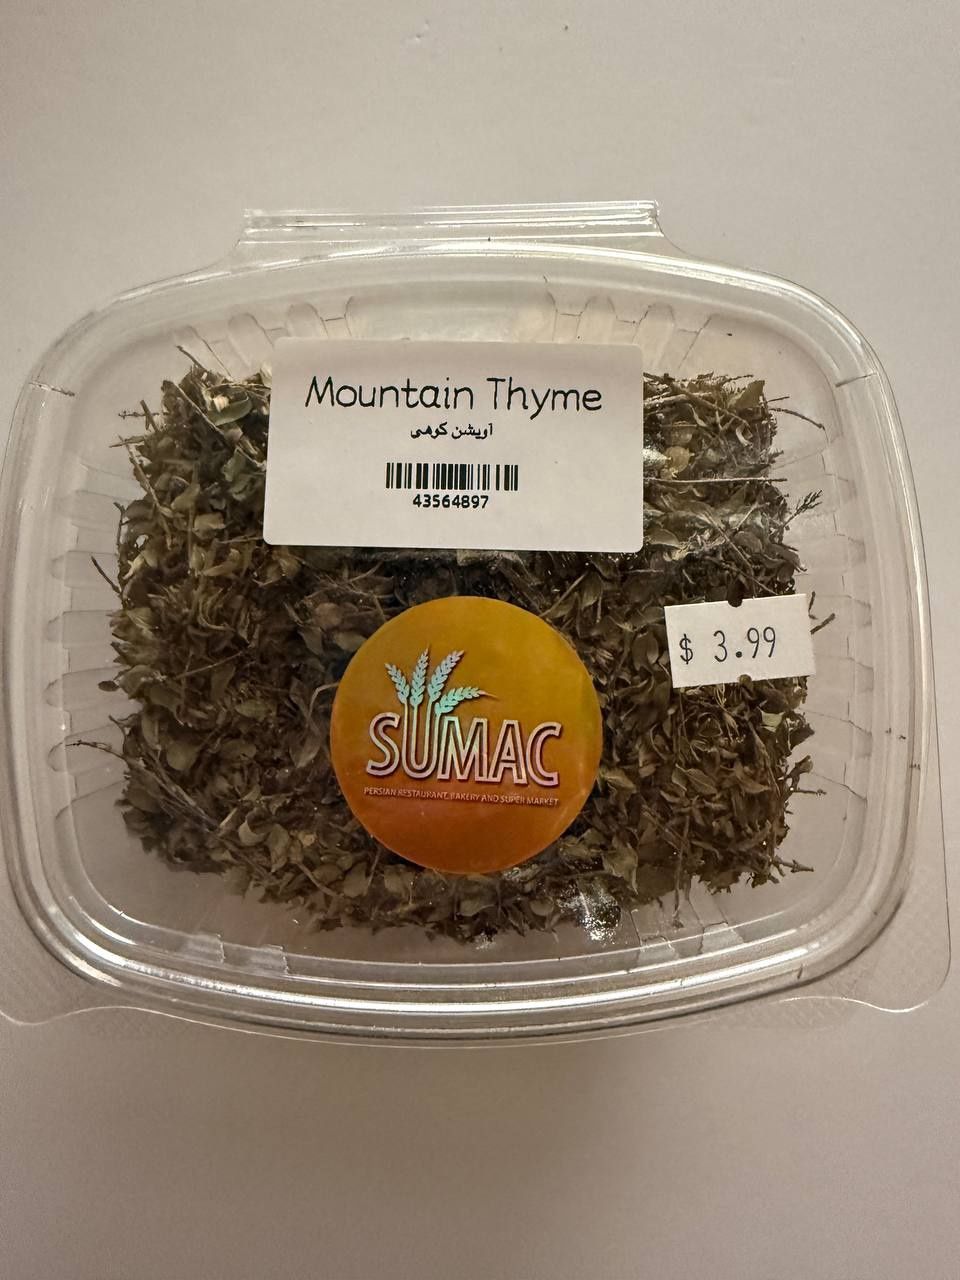 Mountain Thyme
آویشن کوهی
43564897
$ 3.99
SUMAC
PERSIAN RESTAURANT, BAKERY AND SUPER MARKET